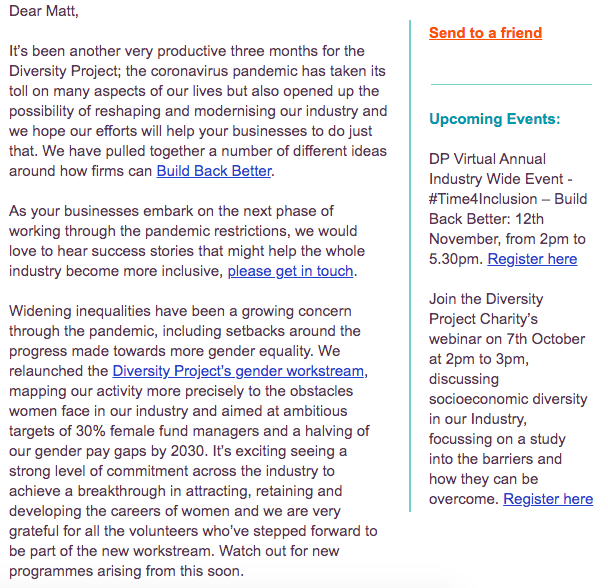 Dear Matt,
It's been another very productive three months for the
Diversity Project; the coronavirus pandemic has taken its
toll on many aspects of our lives but also opened up the
possibility of reshaping and modernising our industry and
we hope our efforts will help your businesses to do just
that. We have pulled together a number of different ideas
around how firms can Build Back Better.
As your businesses embark on the next phase of
working through the pandemic restrictions, we would
love to hear success stories that might help the whole
industry become more inclusive, please get in touch.
Widening inequalities have been a growing concern
through the pandemic, including setbacks around the
progress made towards more gender equality. We
relaunched the Diversity Project's gender workstream,
mapping our activity more precisely to the obstacles
women face in our industry and aimed at ambitious
targets of 30% female fund managers and a halving of
our gender pay gaps by 2030. It's exciting seeing a
strong level of commitment across the industry to
achieve a breakthrough in attracting, retaining and
developing the careers of women and we are very
grateful for all the volunteers who've stepped forward to
be part of the new workstream. Watch out for new
programmes arising from this soon.
Send to a friend
Upcoming Events:
DP Virtual Annual
Industry Wide Event -
#Time4Inclusion – Build
Back Better: 12th
November, from 2pm to
5.30pm. Register here
Join the Diversity
Project Charity's
webinar on 7th October
at 2pm to 3pm,
discussing
socioeconomic diversity
in our Industry,
focussing on a study
into the barriers and
how they can be
overcome. Register here